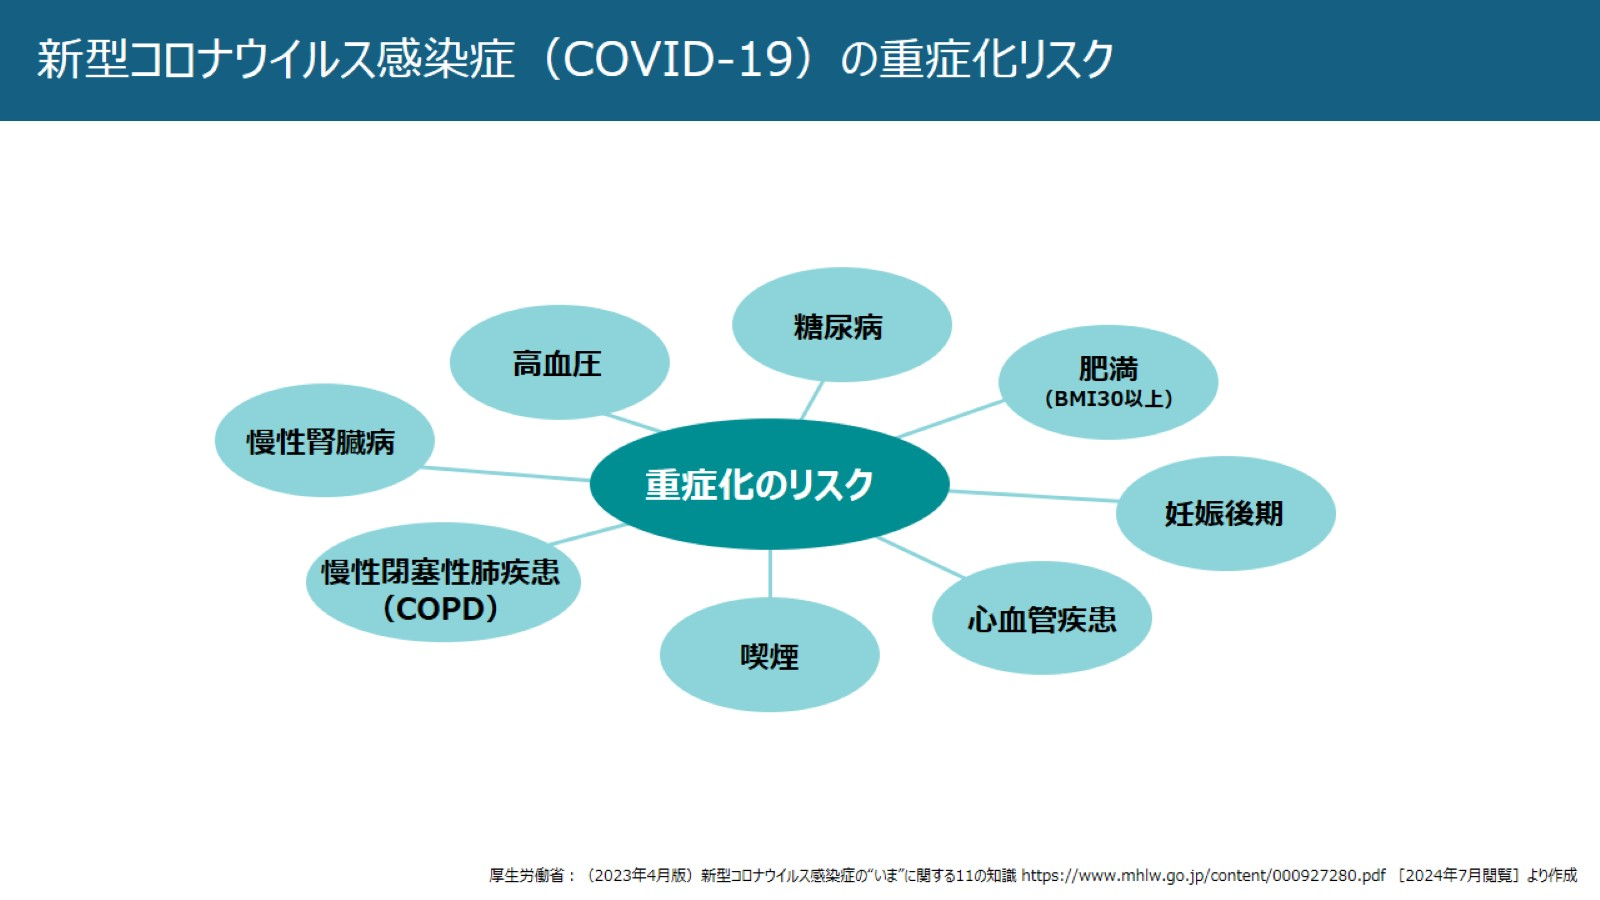 新型コロナウイルス感染症（COVID-19）の重症化リスク
糖尿病
高血圧
肥満
（BMI30以上）
慢性腎臓病
重症化のリスク
妊娠後期
慢性閉塞性肺疾患
（COPD）
心血管疾患
喫煙
厚生労働省：（2023年4月版）新型コロナウイルス感染症の“いま”に関する11の知識 https://www.mhlw.go.jp/content/000927280.pdf ［2024年7月閲覧］より作成